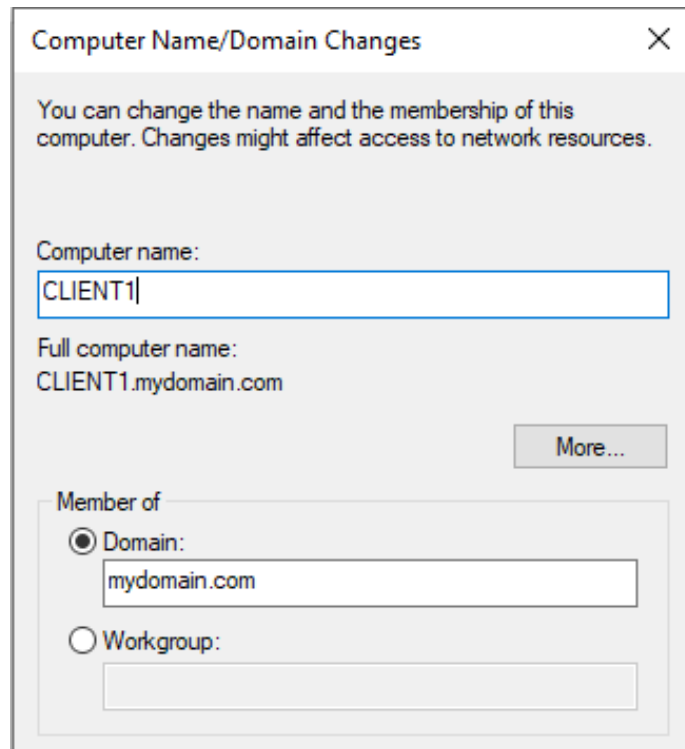 Computer Name/Domain Changes
You can change the name and the membership of this
computer. Changes might affect access to network resources.
Computer name:
CLIENT1
Full computer name:
CLIENT1.mydomain.com
More...
Member of
Domain:
mydomain.com
Workgroup: